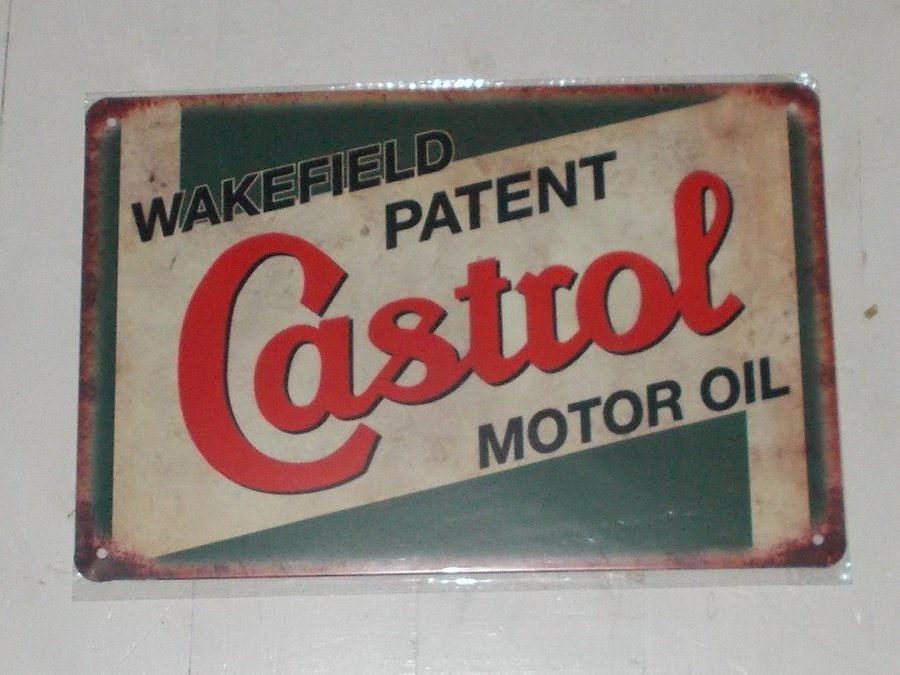 WAKEFIELD
PATENT
Castrol
MOTOR OIL